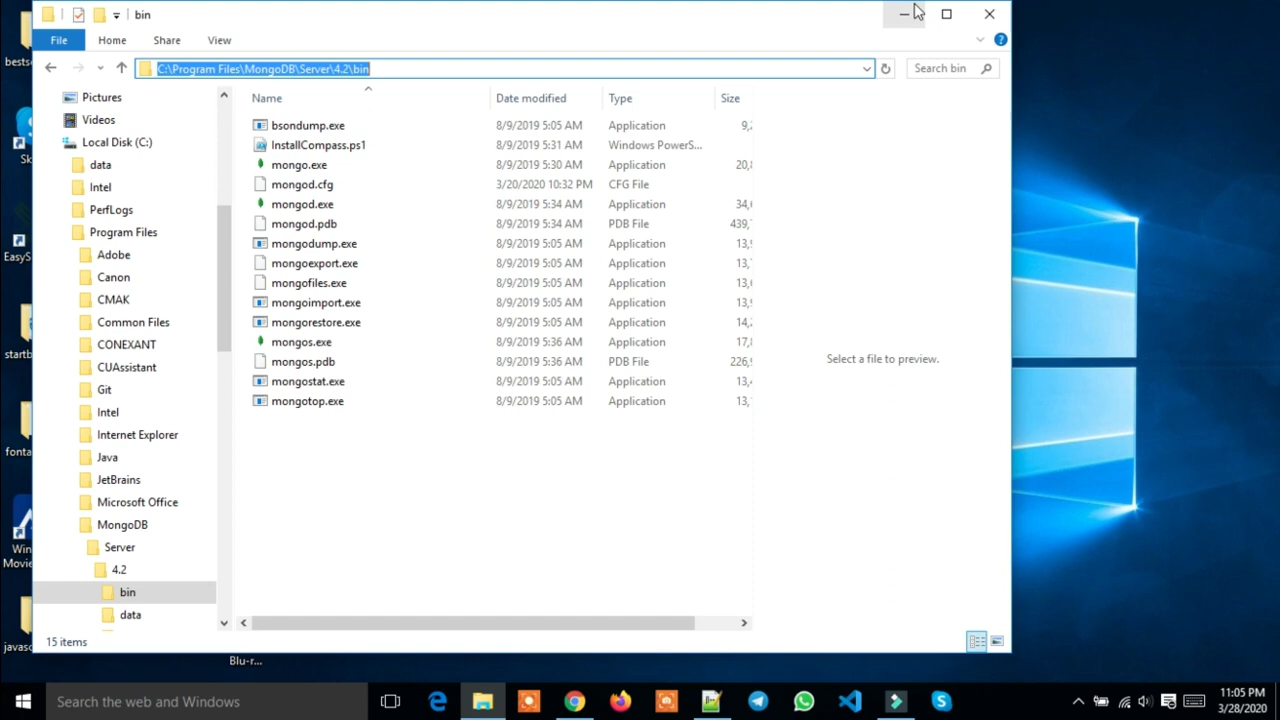 bin
File Home Share View
C:\Program Files\MongoDB\Server\4.2\bin
Search bin
Pictures
Videos
Local Disk (C:)
data
Intel
PerfLogs
Program Files
Adobe
Canon
CMAK
Common Files
CONEXANT
CUAssistant
Git
Intel
Internet Explorer
Java
JetBrains
Microsoft Office
MongoDB
Server
4.2
bin
data
Name Date modified Type Size
bsondump.exe 8/9/2019 5:05 AM Application 9,
InstallCompass.ps1 8/9/2019 5:31 AM Windows PowerS...
mongo.exe 8/9/2019 5:30 AM Application 20,
mongod.cfg 3/20/2020 10:32 PM CFG File
mongod.exe 8/9/2019 5:34 AM Application 34,
mongod.pdb 8/9/2019 5:34 AM PDB File 439,
mongodump.exe 8/9/2019 5:05 AM Application 13,
mongoexport.exe 8/9/2019 5:05 AM Application 13,
mongofiles.exe 8/9/2019 5:05 AM Application 13,
mongoimport.exe 8/9/2019 5:05 AM Application 13,
mongorestore.exe 8/9/2019 5:05 AM Application 14,
mongos.exe 8/9/2019 5:36 AM Application 17,
mongos.pdb 8/9/2019 5:36 AM PDB File 226,
mongostat.exe 8/9/2019 5:05 AM Application 13,
mongotop.exe 8/9/2019 5:05 AM Application 13,
Select a file to preview.
15 items
bests
Sk
EasyS
startb
fonta
Win
Movie
javas
Blu-r...
Search the web and Windows
11:05 PM
3/28/2020